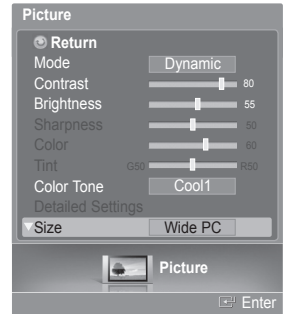 Picture
Return
Mode Dynamic
Contrast 80
Brightness 55
Sharpness 50
Color 60
Tint G50 R50
Color Tone Cool1
Detailed Settings
Size Wide PC
Picture
Enter